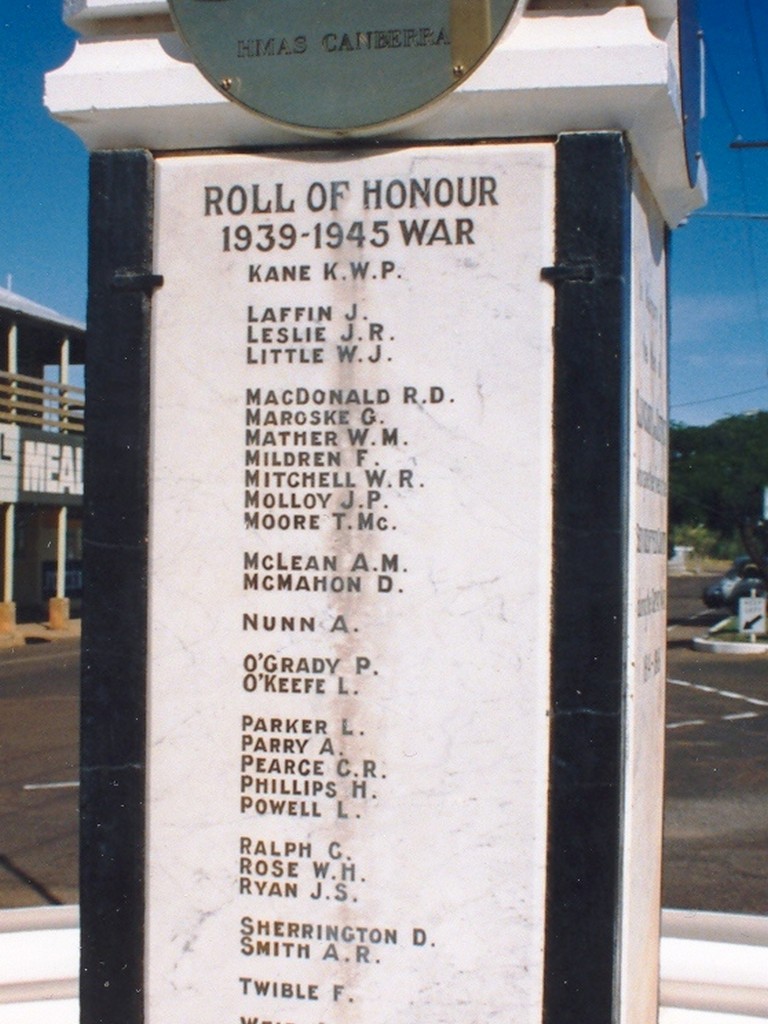 HMAS CANBERRA
ROLL OF HONOUR
1939-1945 WAR
KANE K.W.P.
LAFFIN J.
LESLIE J.R.
LITTLE W.J.
MACDONALD R.D.
MAROSKE G.
MATHER W.M.
MILDREN F.
MITCHELL W.R.
MOLLOY J.P.
MOORE T.MC.
MCLEAN A.M.
MCMAHON D.
NUNN A.
O'GRADY P.
O'KEEFE L.
PARKER L.
PARRY A.
PEARCE C.R.
PHILLIPS H.
POWELL L.
RALPH G.
ROSE W.H.
RYAN J.S.
SHERRINGTON D.
SMITH A.R.
TWIBLE F.